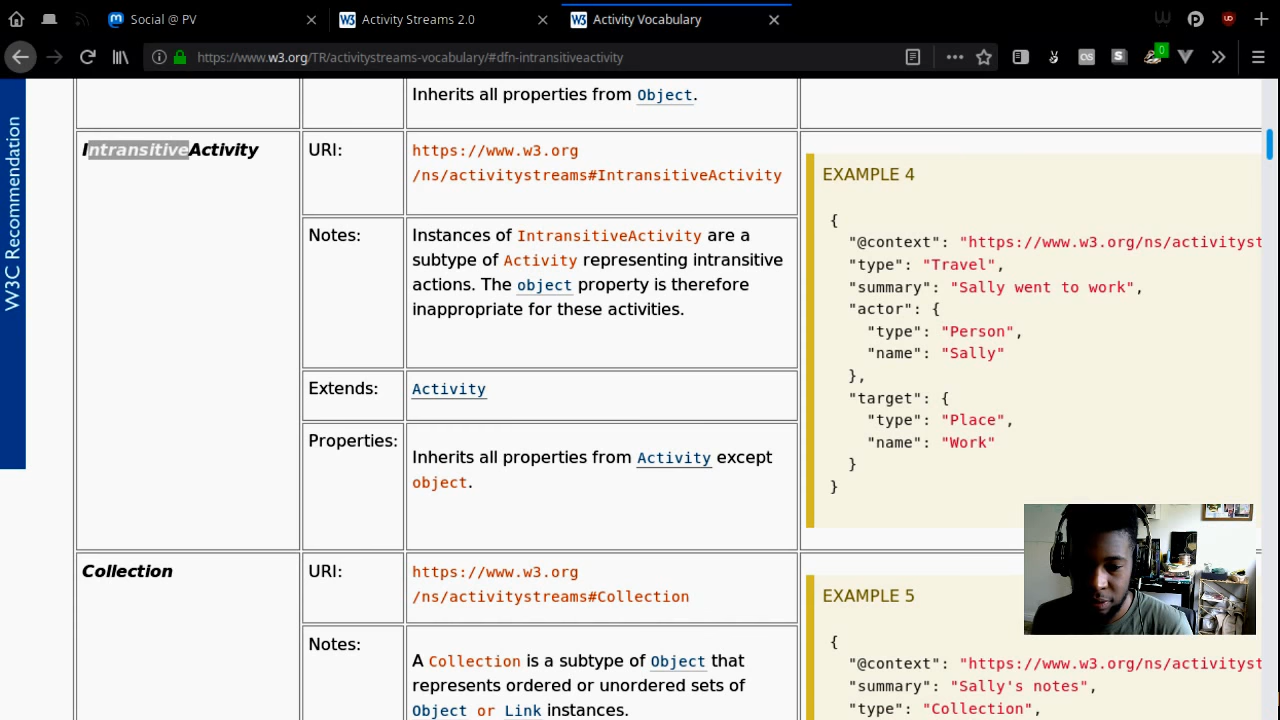 Social @ PV
Activity Streams 2.0
Activity Vocabulary
https://www.w3.org/TR/activitystreams-vocabulary/#dfn-intransitiveactivity
0
W3C Recommendation
Inherits all properties from Object.
IntransitiveActivity
URI:
https://www.w3.org
/ns/activitystreams#IntransitiveActivity
Notes:
Instances of IntransitiveActivity are a
subtype of Activity representing intransitive
actions. The object property is therefore
inappropriate for these activities.
Extends:
Activity
Properties:
Inherits all properties from Activity except
object.
EXAMPLE 4
{
"@context": "https://www.w3.org/ns/activityst
"type": "Travel",
"summary": "Sally went to work",
"actor": {
"type": "Person",
"name": "Sally"
},
"target": {
"type": "Place",
"name": "Work"
}
}
Collection
URI:
https://www.w3.org
/ns/activitystreams#Collection
Notes:
A Collection is a subtype of Object that
represents ordered or unordered sets of
Object or Link instances.
EXAMPLE 5
{
"@context": "https://www.w3.org/ns/activityst
"summary": "Sally's notes",
"type": "Collection",